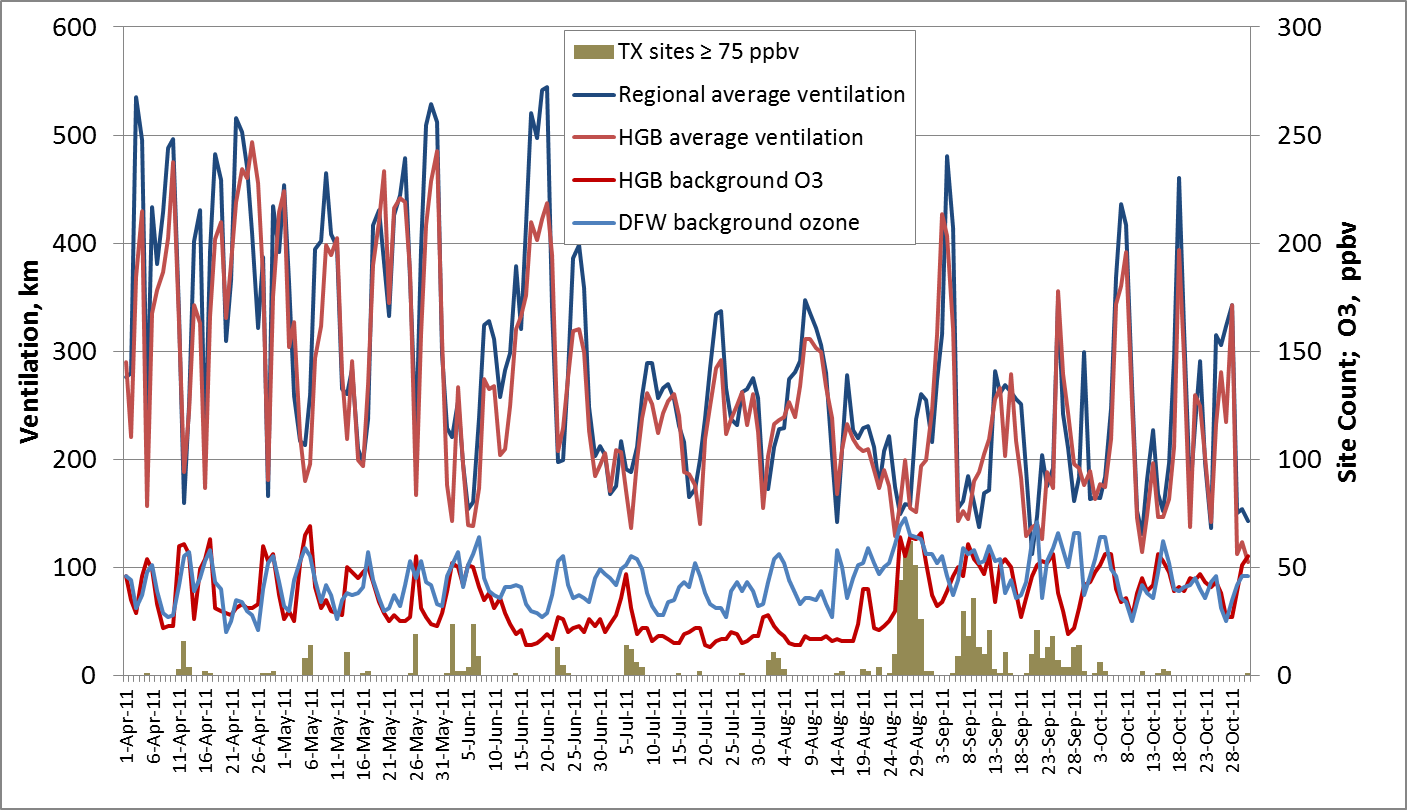 600
500
400
300
200
100
0
Ventilation, km
TX sites ≥ 75 ppbv
Regional average ventilation
HGB average ventilation
HGB background O3
DFW background ozone
300
250
200
150
100
50
0
Site Count; O3, ppbv
1-Apr-11
6-Apr-11
11-Apr-11
16-Apr-11
21-Apr-11
26-Apr-11
1-May-11
6-May-11
11-May-11
16-May-11
21-May-11
26-May-11
31-May-11
5-Jun-11
10-Jun-11
15-Jun-11
20-Jun-11
25-Jun-11
30-Jun-11
5-Jul-11
10-Jul-11
15-Jul-11
20-Jul-11
25-Jul-11
30-Jul-11
4-Aug-11
9-Aug-11
14-Aug-11
19-Aug-11
24-Aug-11
29-Aug-11
3-Sep-11
8-Sep-11
13-Sep-11
18-Sep-11
23-Sep-11
28-Sep-11
3-Oct-11
8-Oct-11
13-Oct-11
18-Oct-11
23-Oct-11
28-Oct-11